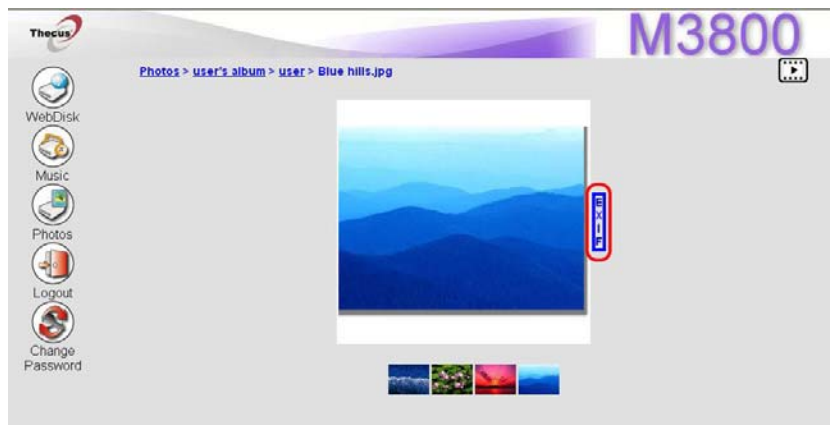 Thecus
M3800
Photos > user's album > user > Blue hills.jpg
WebDisk
Music
Photos
Logout
Change
Password
EXIF